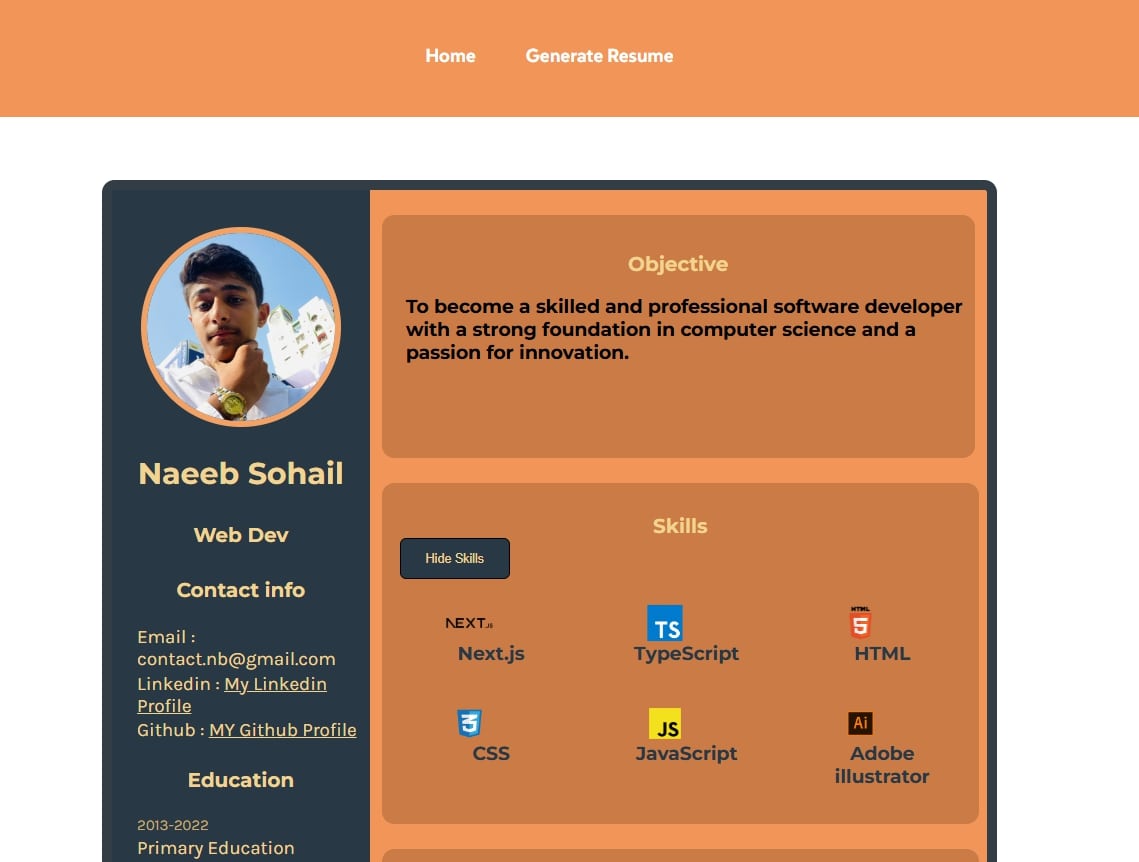 Home Generate Resume
Naeeb Sohail
Web Dev
Contact info
Email :
contact.nb@gmail.com
Linkedin : My Linkedin
Profile
Github : MY Github Profile
Education
2013-2022
Primary Education
Objective
To become a skilled and professional software developer
with a strong foundation in computer science and a
passion for innovation.
Skills
Hide Skills
NEXT.js
TS
HTML
5
Next.js TypeScript HTML
3
JS
Ai
CSS JavaScript Adobe
illustrator